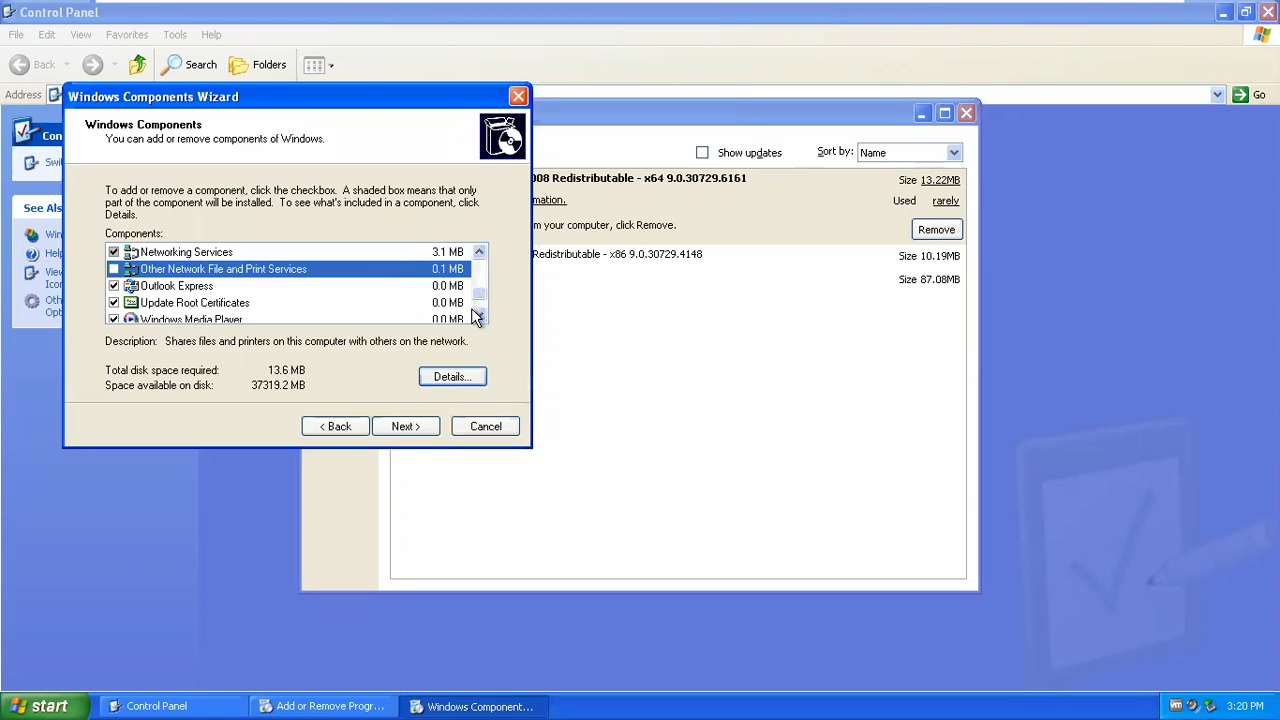 Control Panel
File Edit View Favorites Tools Help
Back Search Folders
Address Go
Windows Components Wizard
Windows Components
You can add or remove components of Windows.
To add or remove a component, click the checkbox. A shaded box means that only
part of the component will be installed. To see what's included in a component, click
Details.
Components:
Networking Services 3.1 MB
Other Network File and Print Services 0.1 MB
Outlook Express 0.0 MB
Update Root Certificates 0.0 MB
Windows Media Player 0.0 MB
Description: Shares files and printers on this computer with others on the network.
Total disk space required: 13.6 MB
Space available on disk: 37319.2 MB
Details...
< Back Next > Cancel
Show updates Sort by: Name
008 Redistributable - x64 9.0.30729.6161 Size 13.22MB
mation. Used rarely
m your computer, click Remove. Remove
Redistributable - x86 9.0.30729.4148 Size 10.19MB
Size 87.08MB
Con
Swit
See Als
Win
Help
View
Icon
Oth
Opt
start Control Panel Add or Remove Progr... Windows Component... 3:20 PM